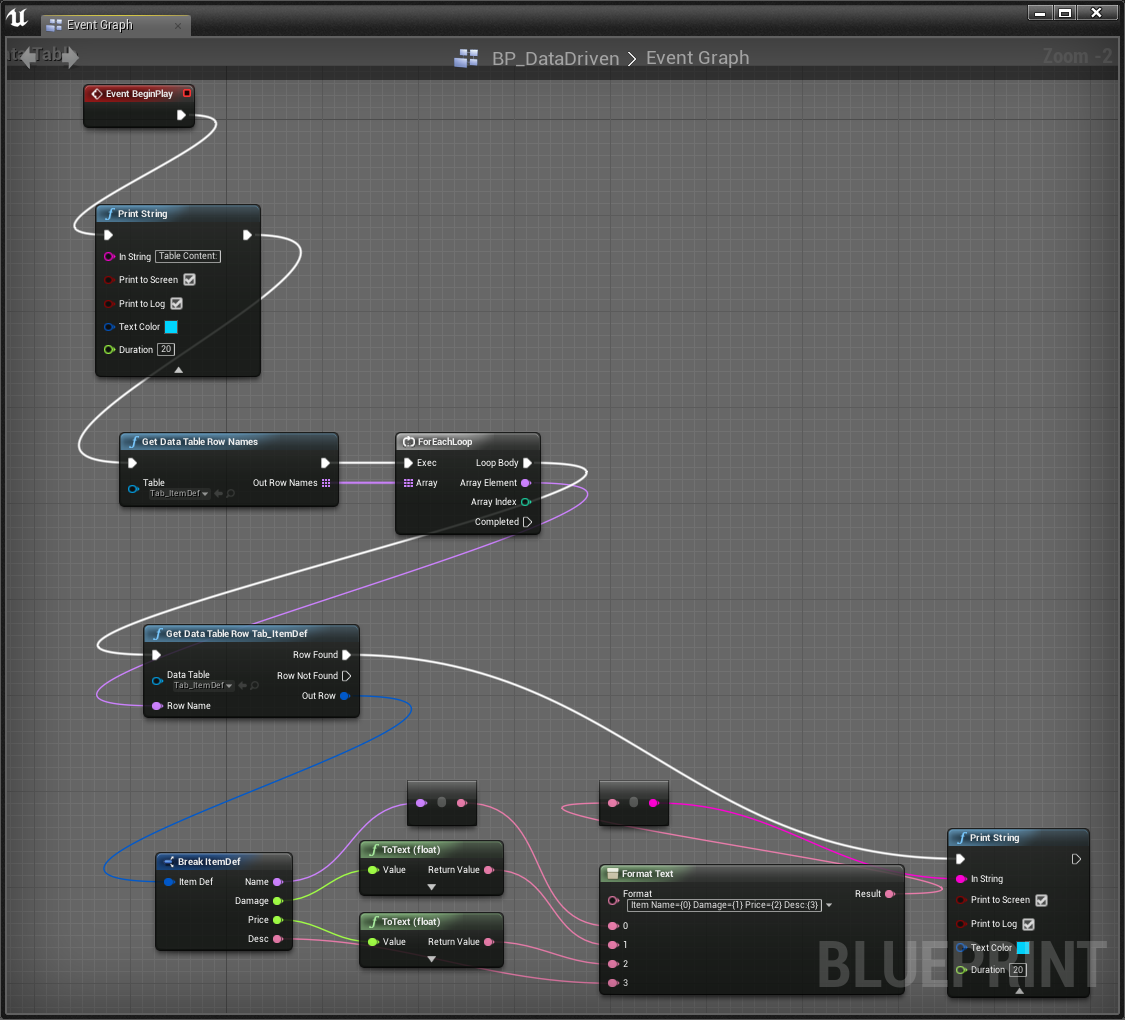 Event Graph
BP_DataDriven > Event Graph
Zoom -2
Event BeginPlay
Print String
In String Table Content:
Print to Screen
Print to Log
Text Color
Duration 20
Get Data Table Row Names
Table
Tab_ItemDef
Out Row Names
ForEachLoop
Exec
Loop Body
Array
Array Element
Array Index
Completed
Get Data Table Row Tab_ItemDef
Row Found
Data Table
Tab_ItemDef
Row Not Found
Out Row
Row Name
Break ItemDef
Item Def
Name
Damage
Price
Desc
ToText (float)
Value
Return Value
ToText (float)
Value
Return Value
Format Text
Format
Item Name={0} Damage={1} Price={2} Desc:{3}
Result
0
1
2
3
Print String
In String
Print to Screen
Print to Log
Text Color
Duration 20
BLUEPRINT